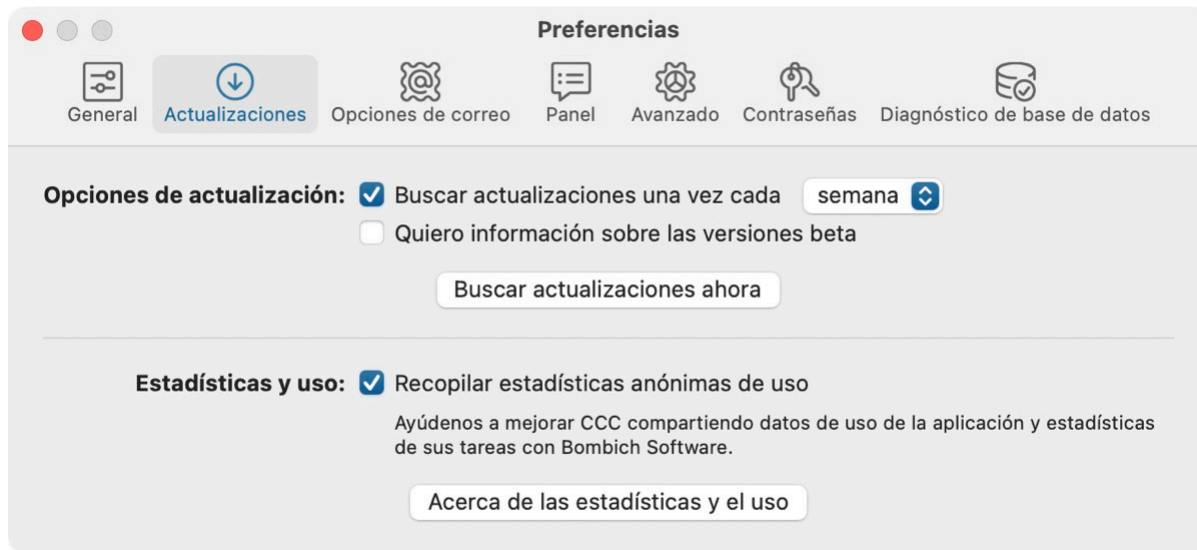 Preferencias
General
Actualizaciones
Opciones de correo
Panel
Avanzado
Contraseñas
Diagnóstico de base de datos
Opciones de actualización: Buscar actualizaciones una vez cada semana
Quiero información sobre las versiones beta
Buscar actualizaciones ahora
Estadísticas y uso: Recopilar estadísticas anónimas de uso
Ayúdenos a mejorar CCC compartiendo datos de uso de la aplicación y estadísticas
de sus tareas con Bombich Software.
Acerca de las estadísticas y el uso